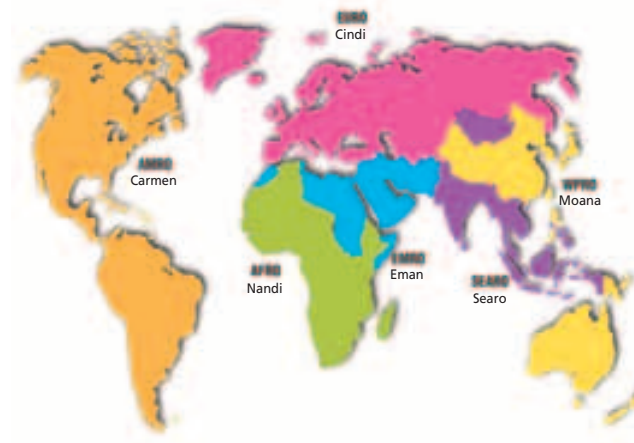 EURO
Cindi
AMRO
Carmen
WPRO
Moana
AFRO
Nandi
EMRO
Eman
SEARO
Searo